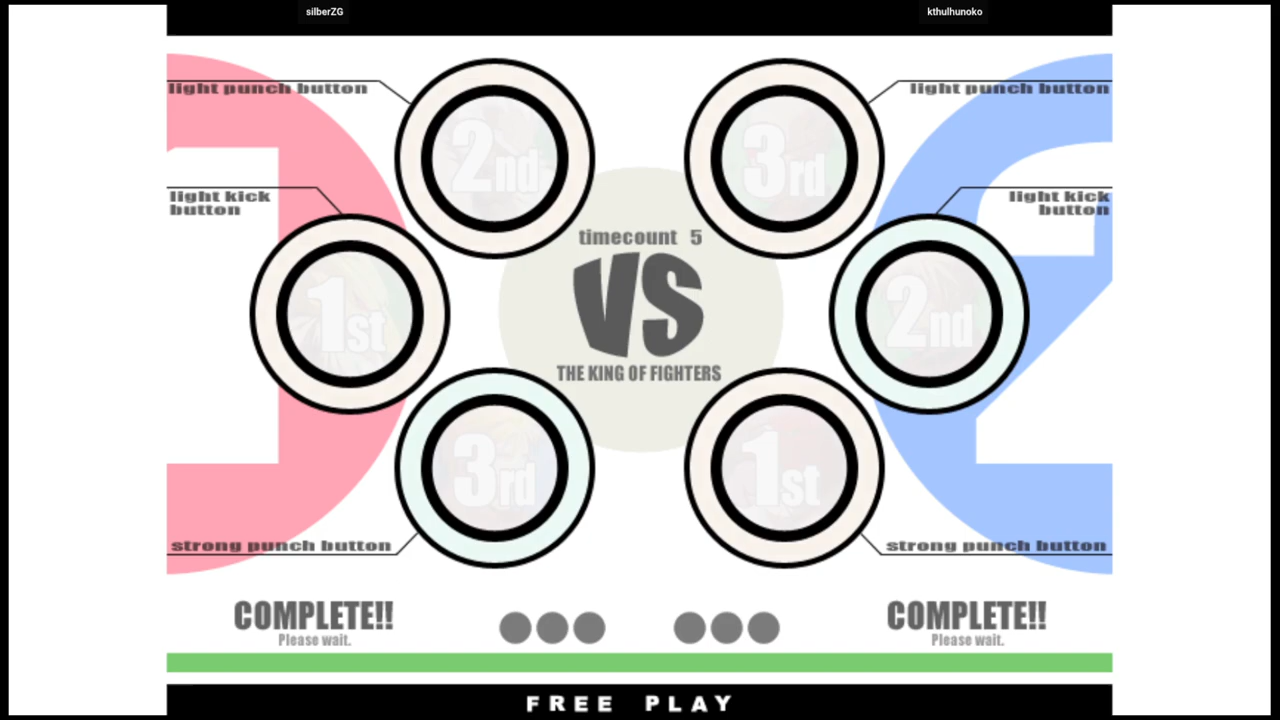 silberZG
kthulhunoko
light punch button
light punch button
2nd
3rd
light kick
button
light kick
button
timecount 5
1st
VS
2nd
THE KING OF FIGHTERS
3rd
1st
strong punch button
strong punch button
COMPLETE!!
Please wait.
COMPLETE!!
Please wait.
FREE PLAY
1
2